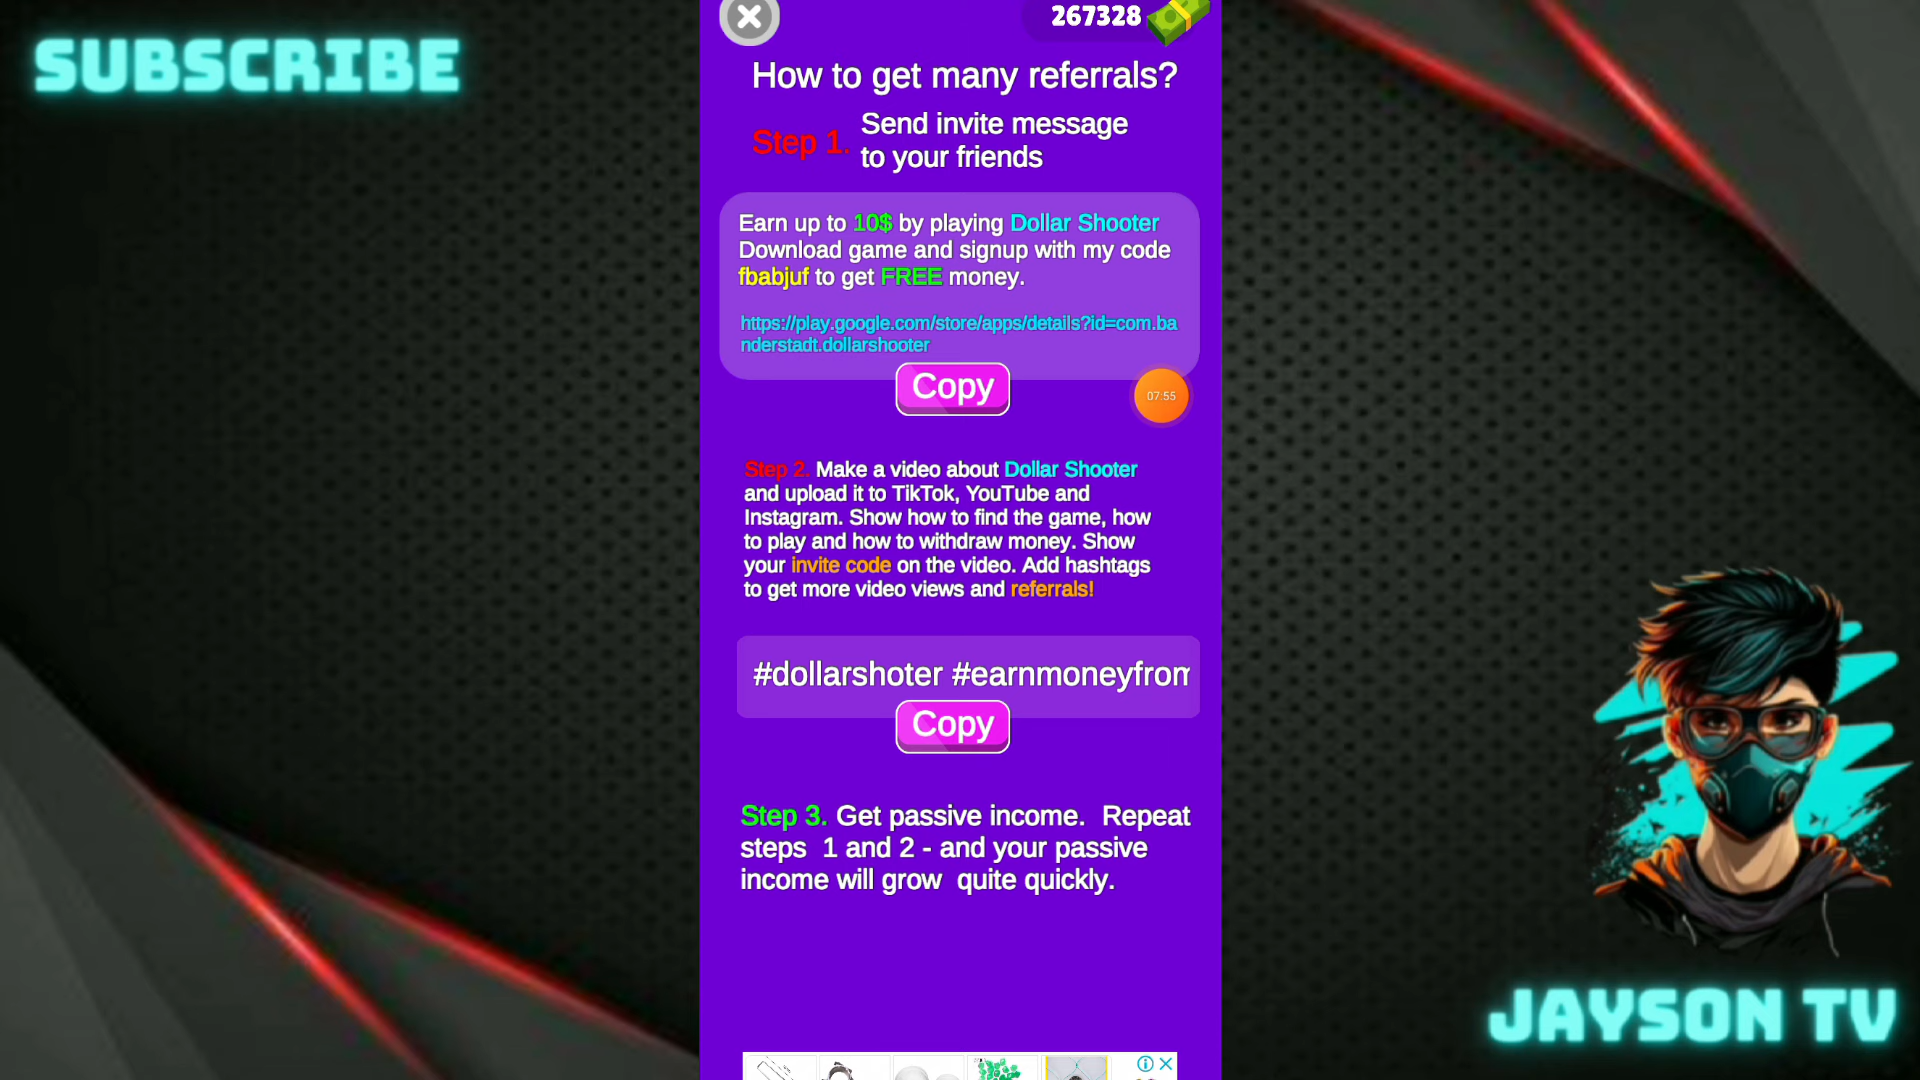 SUBSCRIBE
267328
How to get many referrals?
Step 1. Send invite message
to your friends
Earn up to 10$ by playing Dollar Shooter
Download game and signup with my code
fbabjuf to get FREE money.
https://play.google.com/store/apps/details?id=com.ba
nderstadt.dollarshooter
Copy
07:55
Step 2. Make a video about Dollar Shooter
and upload it to TikTok, YouTube and
Instagram. Show how to find the game, how
to play and how to withdraw money. Show
your invite code on the video. Add hashtags
to get more video views and referrals!
#dollarshoter #earnmoneyfrom
Copy
Step 3. Get passive income. Repeat
steps 1 and 2 - and your passive
income will grow quite quickly.
JAYSON TV